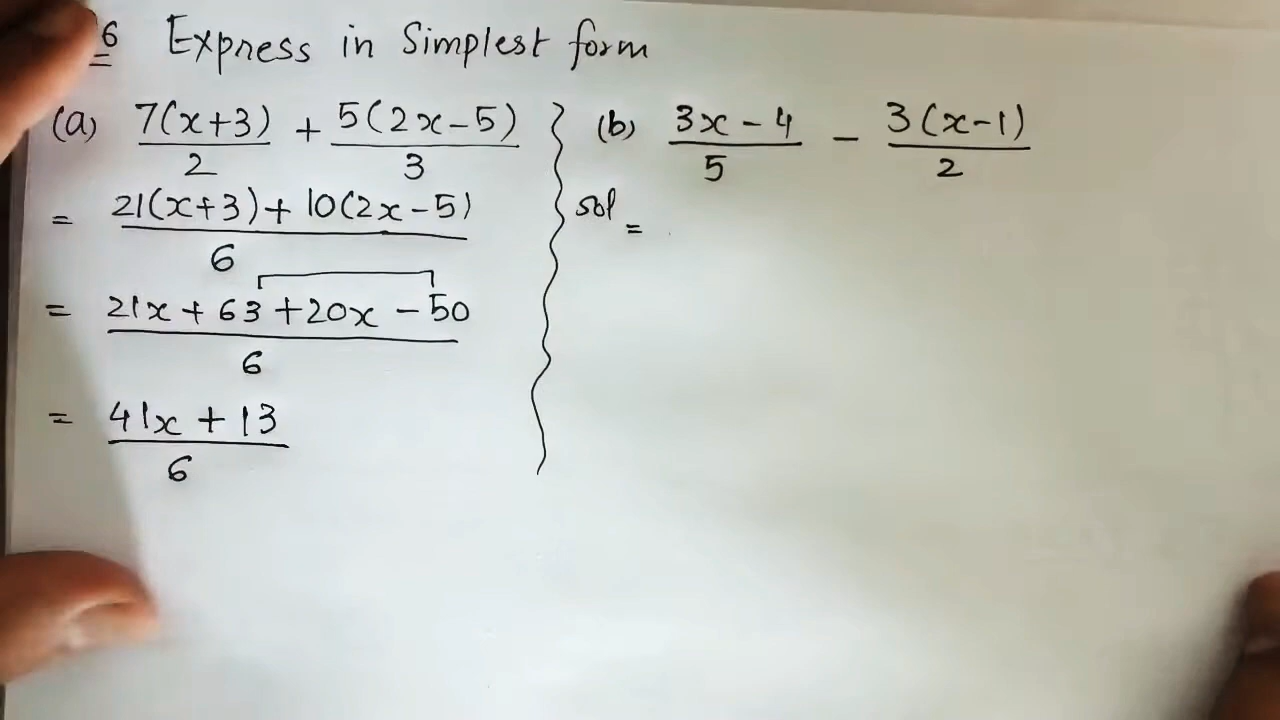 6 Express in Simplest form
(a) 7(x+3)/2 + 5(2x-5)/3
= 21(x+3)+10(2x-5)/6
= 21x + 63 + 20x - 50/6
= 41x + 13/6
(b) 3x - 4/5 - 3(x-1)/2
sol =